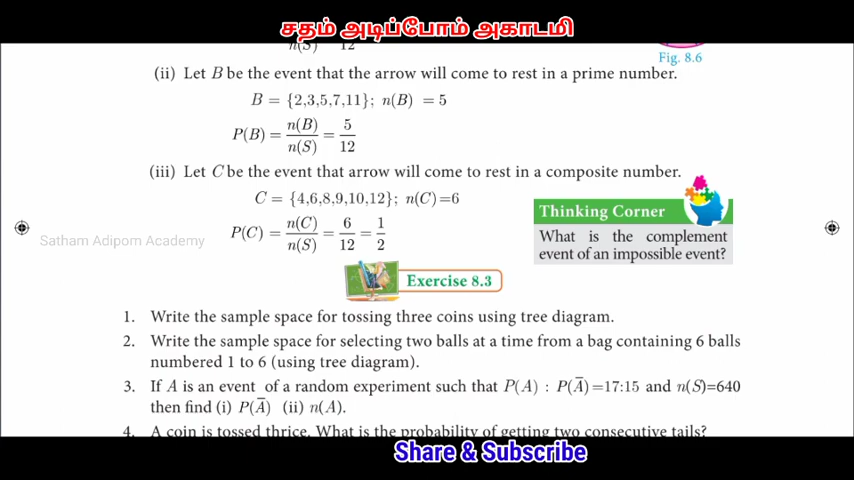 சதம் அடிப்போம் அகாடமி
n(S) 12
Fig. 8.6
(ii) Let B be the event that the arrow will come to rest in a prime number.
B = {2,3,5,7,11}; n(B) = 5
P(B) = n(B)/n(S) = 5/12
(iii) Let C be the event that arrow will come to rest in a composite number.
C = {4,6,8,9,10,12}; n(C)=6
P(C) = n(C)/n(S) = 6/12 = 1/2
Thinking Corner
What is the complement
event of an impossible event?
Satham Adipom Academy
Exercise 8.3
1. Write the sample space for tossing three coins using tree diagram.
2. Write the sample space for selecting two balls at a time from a bag containing 6 balls
numbered 1 to 6 (using tree diagram).
3. If A is an event of a random experiment such that P(A) : P(A̅)=17:15 and n(S)=640
then find (i) P(A̅) (ii) n(A).
4. A coin is tossed thrice. What is the probability of getting two consecutive tails?
Share & Subscribe